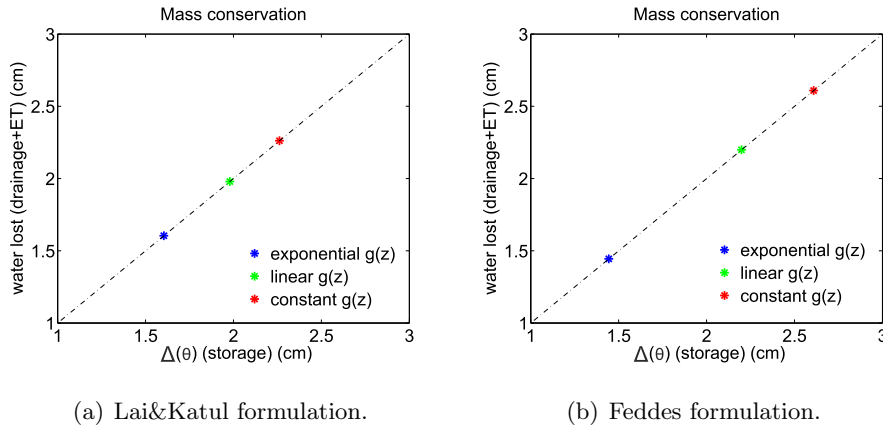 Mass conservation
3
2.5
2
1.5
1
water lost (drainage+ET) (cm)
exponential g(z)
linear g(z)
constant g(z)
1 1.5 2 2.5 3
Δ(θ) (storage) (cm)
(a) Lai&Katul formulation.
Mass conservation
3
2.5
2
1.5
1
water lost (drainage+ET) (cm)
exponential g(z)
linear g(z)
constant g(z)
1 1.5 2 2.5 3
Δ(θ) (storage) (cm)
(b) Feddes formulation.